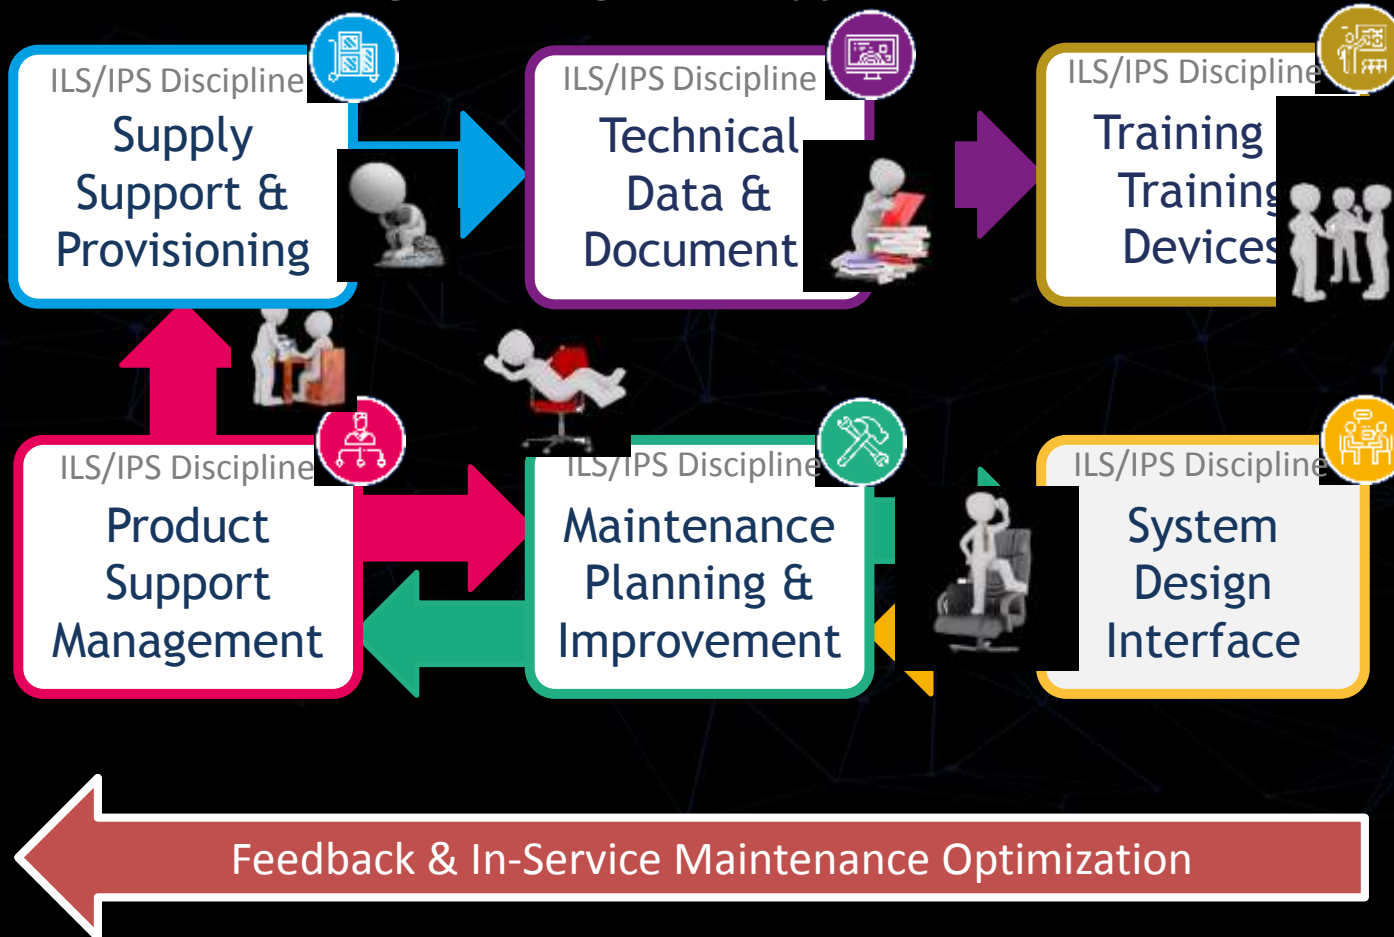 ILS/IPS Discipline
Supply
Support &
Provisioning
ILS/IPS Discipline
Technical
Data &
Document
ILS/IPS Discipline
Training
Training
Devices
ILS/IPS Discipline
Product
Support
Management
ILS/IPS Discipline
Maintenance
Planning &
Improvement
ILS/IPS Discipline
System
Design
Interface
Feedback & In-Service Maintenance Optimization